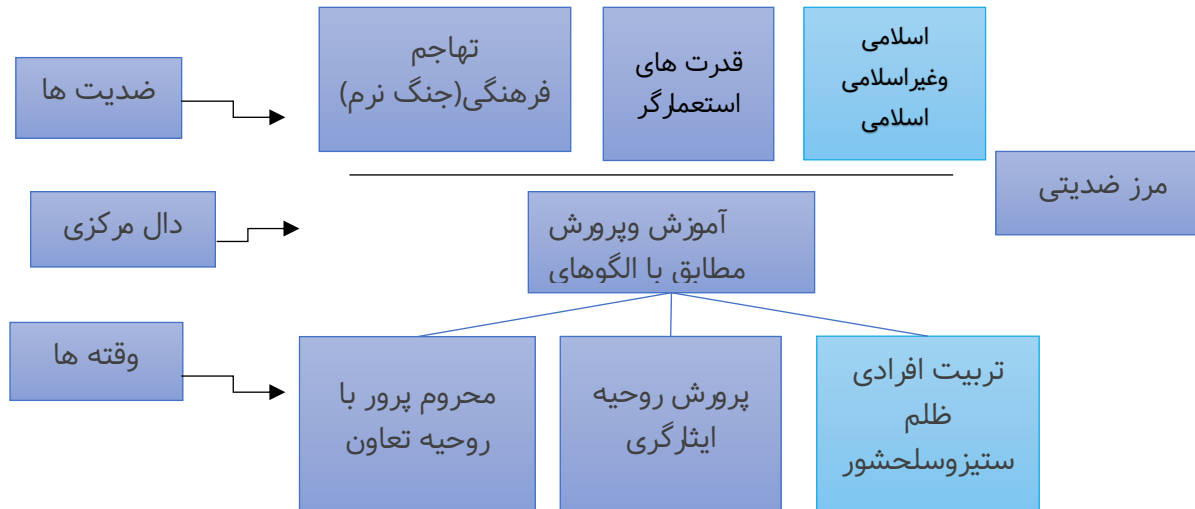 اسلامی
وغیراسلامی
اسلامی
قدرت های
استعمارگر
تهاجم
فرهنگی(جنگ نرم)
ضدیت ها
مرز ضدیتی
آموزش وپرورش
مطابق با الگوهای
دال مرکزی
وقته ها
تربیت افرادی
ظلم
ستیزوسلحشور
پرورش روحیه
ایثارگری
محروم پرور با
روحیه تعاون